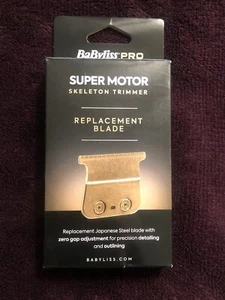 BaByliss PRO
SUPER MOTOR
SKELETON TRIMMER
REPLACEMENT
BLADE
Replacement Japanese Steel blade with
zero gap adjustment for precision detailing
and outlining
BABYLISS.COM